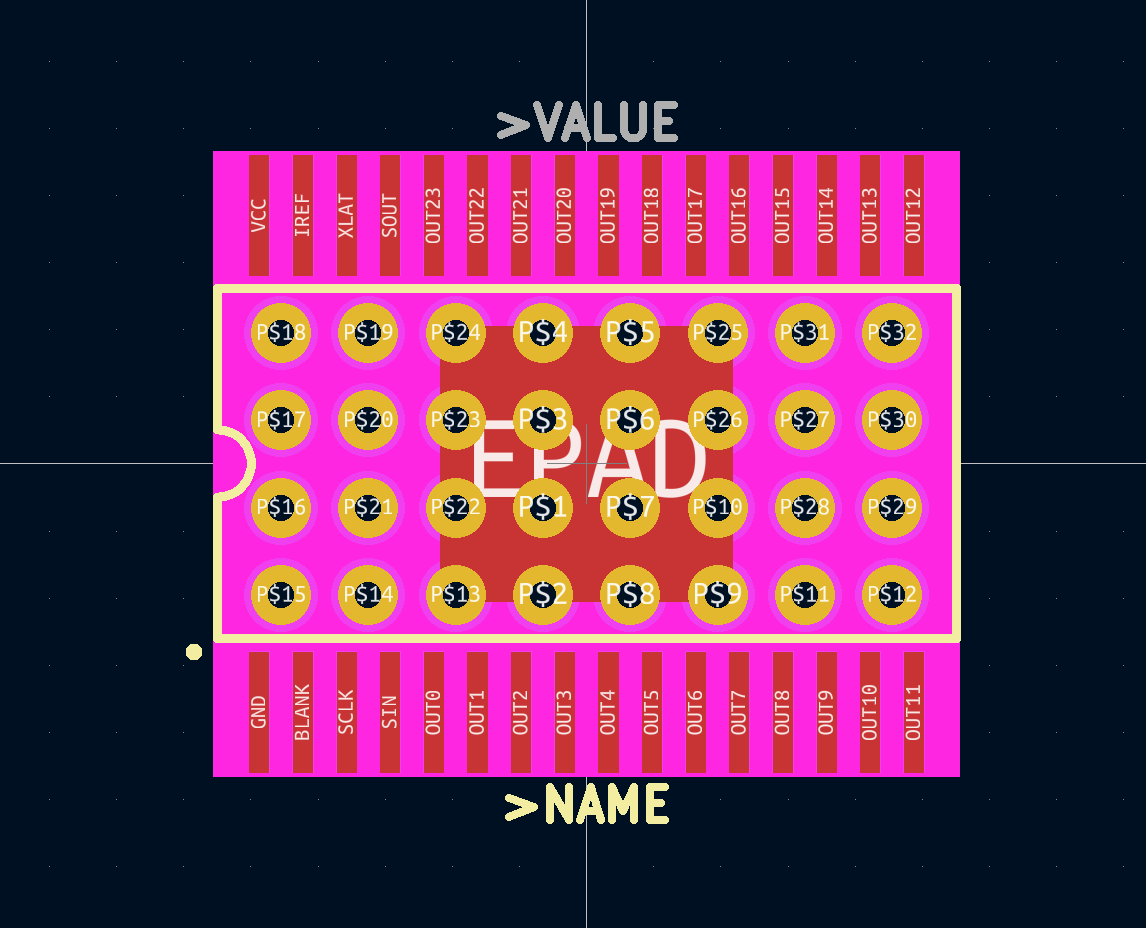 >VALUE
VCC IREF XLAT SOUT OUT23 OUT22 OUT21 OUT20 OUT19 OUT18 OUT17 OUT16 OUT15 OUT14 OUT13 OUT12
P$18 P$19 P$24 P$4 P$5 P$25 P$31 P$32
P$17 P$20 P$23 P$3 P$6 P$26 P$27 P$30
EPAD
P$16 P$21 P$22 P$1 P$7 P$10 P$28 P$29
P$15 P$14 P$13 P$2 P$8 P$9 P$11 P$12
GND BLANK SCLK SIN OUT0 OUT1 OUT2 OUT3 OUT4 OUT5 OUT6 OUT7 OUT8 OUT9 OUT10 OUT11
>NAME